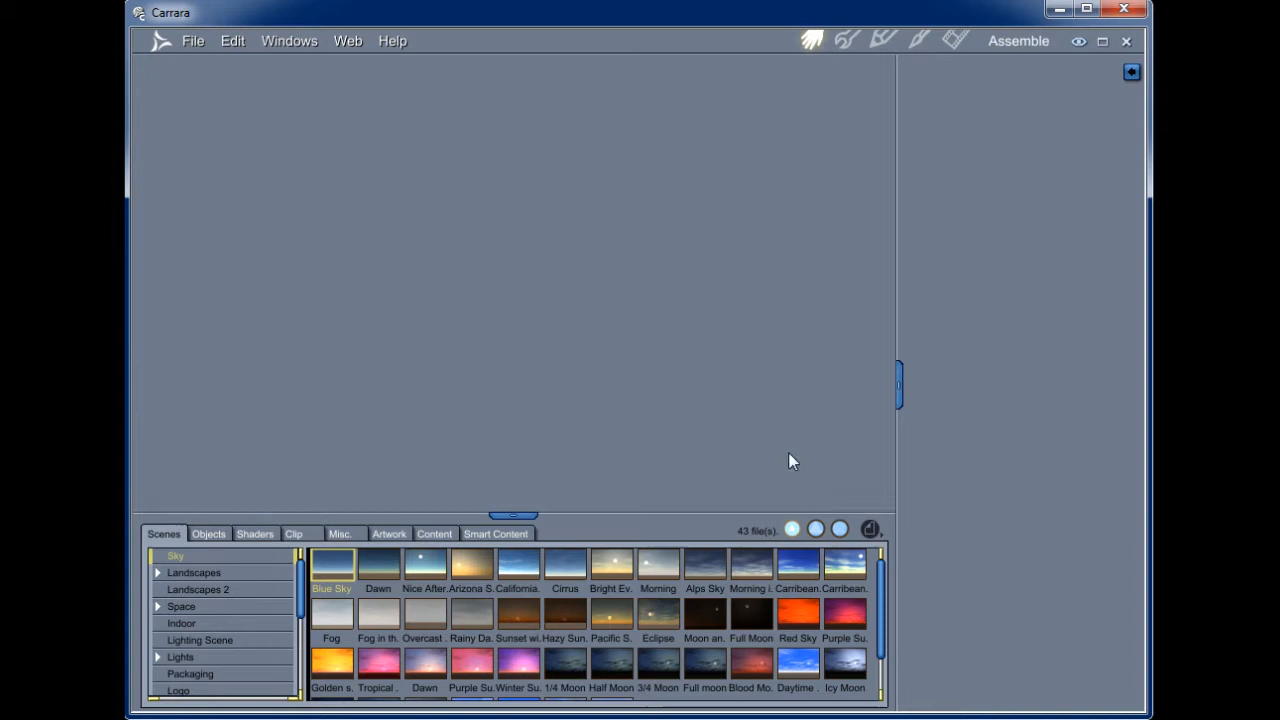 Carrara
File Edit Windows Web Help Assemble
Scenes Objects Shaders Clip Misc. Artwork Content Smart Content 43 file(s).
Sky
Landscapes
Landscapes 2
Space
Indoor
Lighting Scene
Lights
Packaging
Logo
Blue Sky Dawn Nice After. Arizona S. California. Cirrus Bright Ev. Morning Alps Sky Morning i. Carribean. Carribean.
Fog Fog in th. Overcast . Rainy Da. Sunset wi. Hazy Sun. Pacific S. Eclipse Moon an. Full Moon Red Sky Purple Su.
Golden s. Tropical . Dawn Purple Su. Winter Su. 1/4 Moon Half Moon 3/4 Moon Full moon Blood Mo. Daytime . Icy Moon